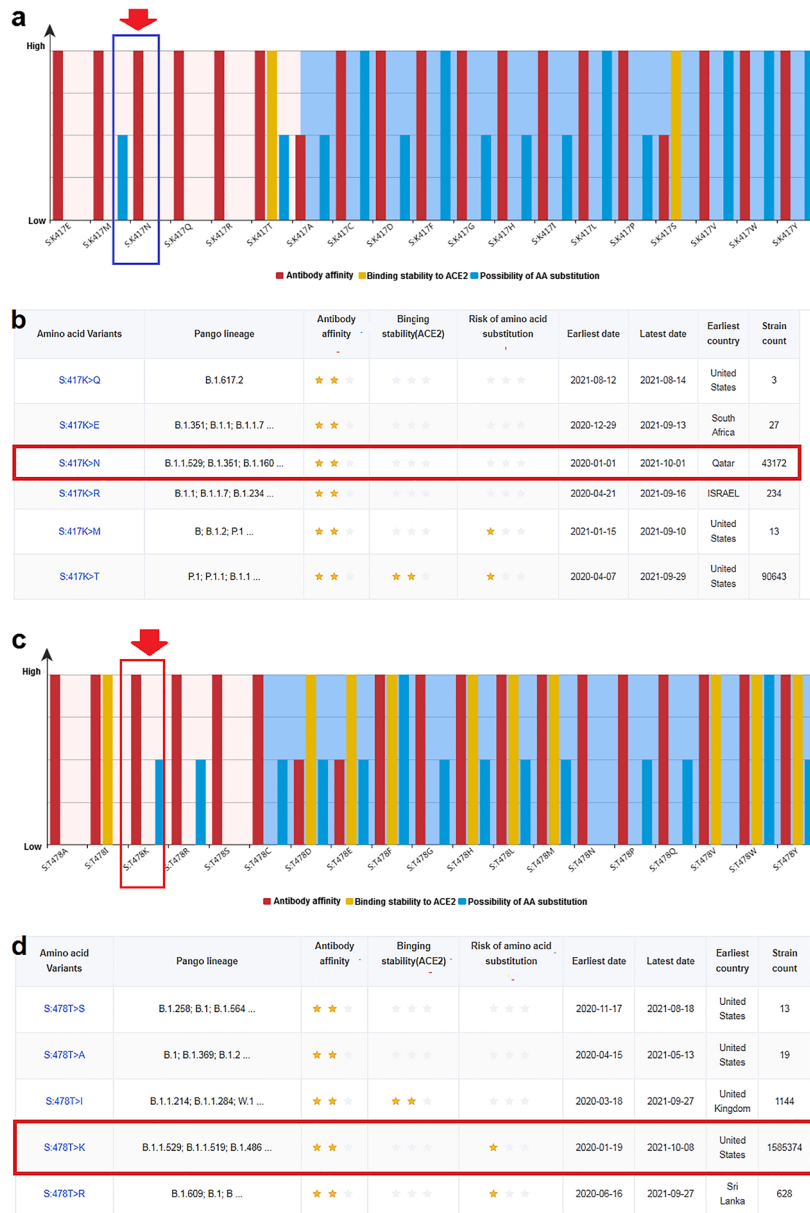 a
High
Low
S:K417E
S:K417M
S:K417N
S:K417Q
S:K417R
S:K417T
S:K417A
S:K417C
S:K417D
S:K417F
S:K417G
S:K417H
S:K417I
S:K417L
S:K417P
S:K417S
S:K417V
S:K417W
S:K417Y
Antibody affinity Binding stability to ACE2 Possibility of AA substitution
b
Amino acid Variants Pango lineage Antibody affinity Binging stability(ACE2) Risk of amino acid substitution Earliest date Latest date Earliest country Strain count
S:417K>Q B.1.617.2 2021-08-12 2021-08-14 United States 3
S:417K>E B.1.351; B.1.1; B.1.1.7 ... 2020-12-29 2021-09-13 South Africa 27
S:417K>N B.1.1.529; B.1.351; B.1.160 ... 2020-01-01 2021-10-01 Qatar 43172
S:417K>R B.1.1; B.1.1.7; B.1.234 ... 2020-04-21 2021-09-16 ISRAEL 234
S:417K>M B; B.1.2; P.1 ... 2021-01-15 2021-09-10 United States 13
S:417K>T P.1; P.1.1; B.1.1 ... 2020-04-07 2021-09-29 United States 90643
c
High
Low
S:T478A
S:T478I
S:T478K
S:T478R
S:T478S
S:T478C
S:T478D
S:T478E
S:T478F
S:T478G
S:T478H
S:T478L
S:T478M
S:T478N
S:T478P
S:T478Q
S:T478V
S:T478W
S:T478Y
Antibody affinity Binding stability to ACE2 Possibility of AA substitution
d
Amino acid Variants Pango lineage Antibody affinity Binging stability(ACE2) Risk of amino acid substitution Earliest date Latest date Earliest country Strain count
S:478T>S B.1.258; B.1; B.1.564 ... 2020-11-17 2021-08-18 United States 13
S:478T>A B.1; B.1.369; B.1.2 ... 2020-04-15 2021-05-13 United States 19
S:478T>I B.1.1.214; B.1.1.284; W.1 ... 2020-03-18 2021-09-27 United Kingdom 1144
S:478T>K B.1.1.529; B.1.1.519; B.1.486 ... 2020-01-19 2021-10-08 United States 1585374
S:478T>R B.1.609; B.1; B ... 2020-06-16 2021-09-27 Sri Lanka 628